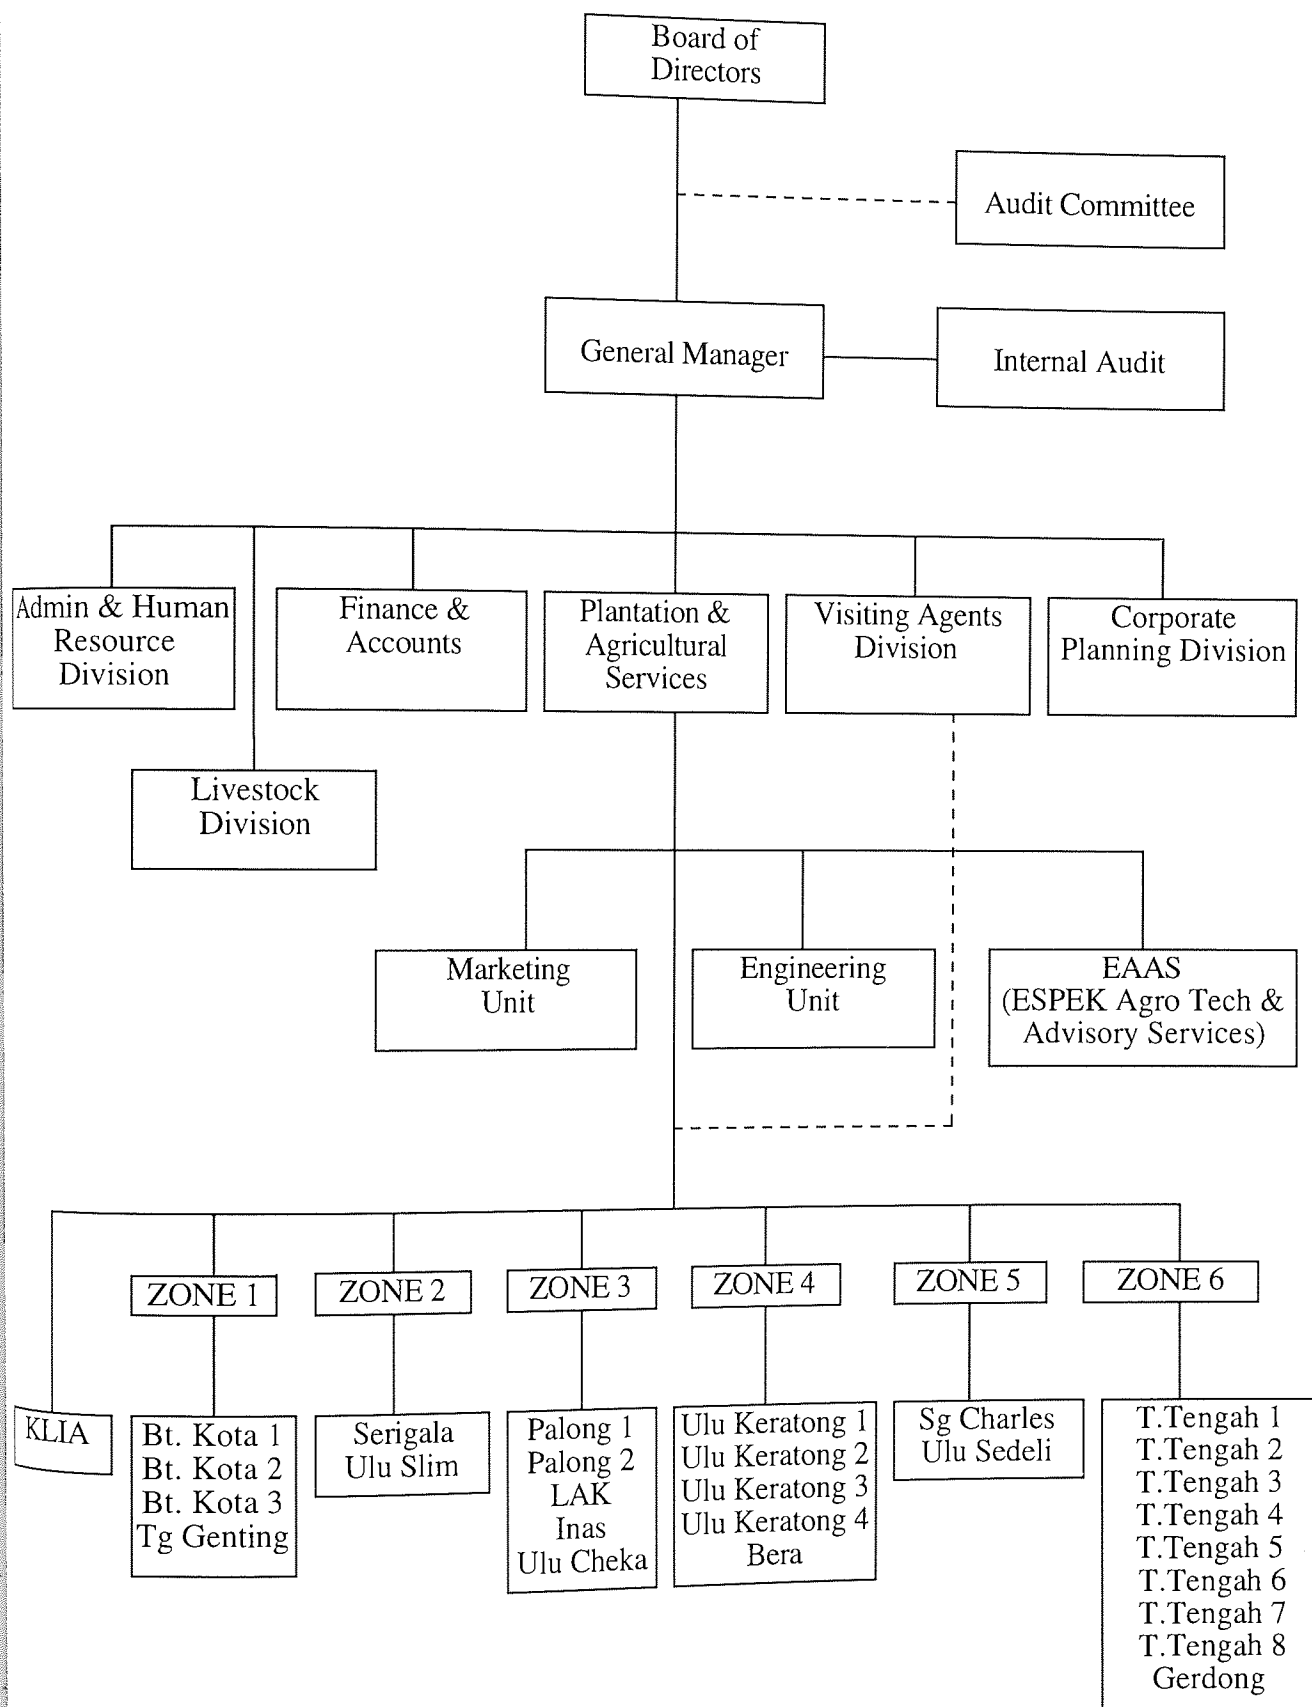 Board of
Directors
Audit Committee
General Manager
Internal Audit
Admin & Human
Resource
Division
Finance &
Accounts
Plantation &
Agricultural
Services
Visiting Agents
Division
Corporate
Planning Division
Livestock
Division
Marketing
Unit
Engineering
Unit
EAAS
(ESPEK Agro Tech &
Advisory Services)
ZONE 1
ZONE 2
ZONE 3
ZONE 4
ZONE 5
ZONE 6
KLIA
Bt. Kota 1
Bt. Kota 2
Bt. Kota 3
Tg Genting
Serigala
Ulu Slim
Palong 1
Palong 2
LAK
Inas
Ulu Cheka
Ulu Keratong 1
Ulu Keratong 2
Ulu Keratong 3
Ulu Keratong 4
Bera
Sg Charles
Ulu Sedeli
T.Tengah 1
T.Tengah 2
T.Tengah 3
T.Tengah 4
T.Tengah 5
T.Tengah 6
T.Tengah 7
T.Tengah 8
Gerdong